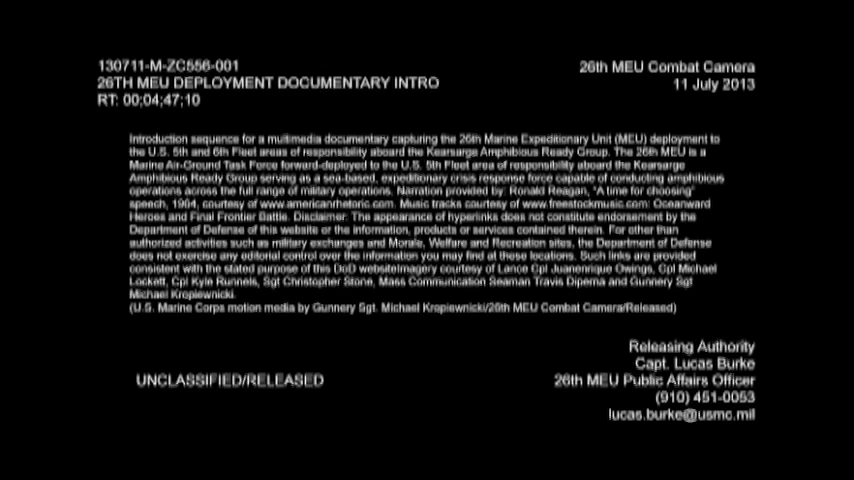 130711-M-ZC556-001
26th MEU Combat Camera
26TH MEU DEPLOYMENT DOCUMENTARY INTRO
11 July 2013
RT: 00;04;47;10
Introduction sequence for a multimedia documentary capturing the 26th Marine Expeditionary Unit (MEU) deployment to
the U.S. 5th and 6th Fleet areas of responsibility aboard the Kearsarge Amphibious Ready Group. The 26th MEU is a
Marine Air-Ground Task Force forward-deployed to the U.S. 5th Fleet area of responsibility aboard the Kearsarge
Amphibious Ready Group serving as a sea-based, expeditionary crisis response force capable of conducting amphibious
operations across the full range of military operations. Narration provided by: Ronald Reagan, "A time for choosing"
speech, 1964, courtesy of www.americanrhetoric.com. Music tracks courtesy of www.freestockmusic.com: Oceanward
Heroes and Final Frontier Battle. Disclaimer: The appearance of hyperlinks does not constitute endorsement by the
Department of Defense of this website or the information, products or services contained therein. For other than
authorized activities such as military exchanges and Morale, Welfare and Recreation sites, the Department of Defense
does not exercise any editorial control over the information you may find at these locations. Such links are provided
consistent with the stated purpose of this DoD websiteImagery courtesy of Lance Cpl Juanenrique Owings, Cpl Michael
Lockett, Cpl Kyle Runnels, Sgt Christopher Stone, Mass Communication Seaman Travis Dipema and Gunnery Sgt
Michael Kropiewnicki.
(U.S. Marine Corps motion media by Gunnery Sgt. Michael Kropiewnicki/26th MEU Combat Camera/Released)
Releasing Authority
Capt. Lucas Burke
UNCLASSIFIED/RELEASED
26th MEU Public Affairs Officer
(910) 451-0053
lucas.burke@usmc.mil